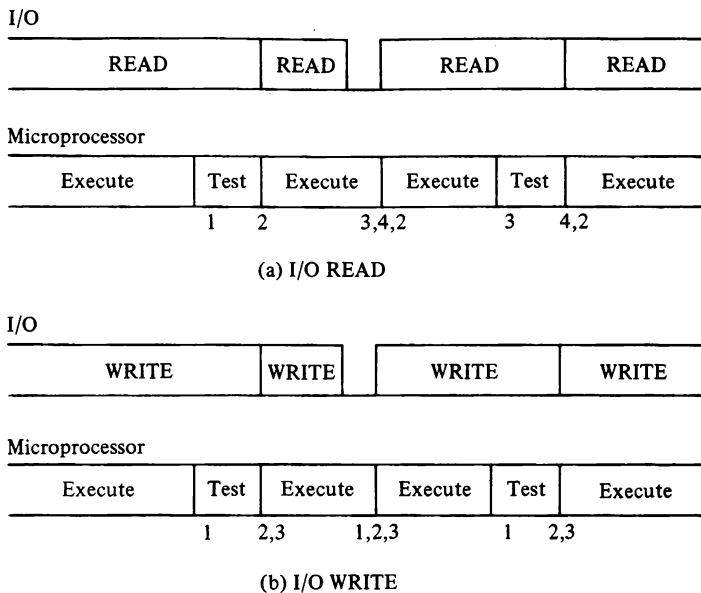 I/O
READ READ READ READ
Microprocessor
Execute Test Execute Execute Test Execute
1 2 3,4,2 3 4,2
(a) I/O READ
I/O
WRITE WRITE WRITE WRITE
Microprocessor
Execute Test Execute Execute Test Execute
1 2,3 1,2,3 1 2,3
(b) I/O WRITE